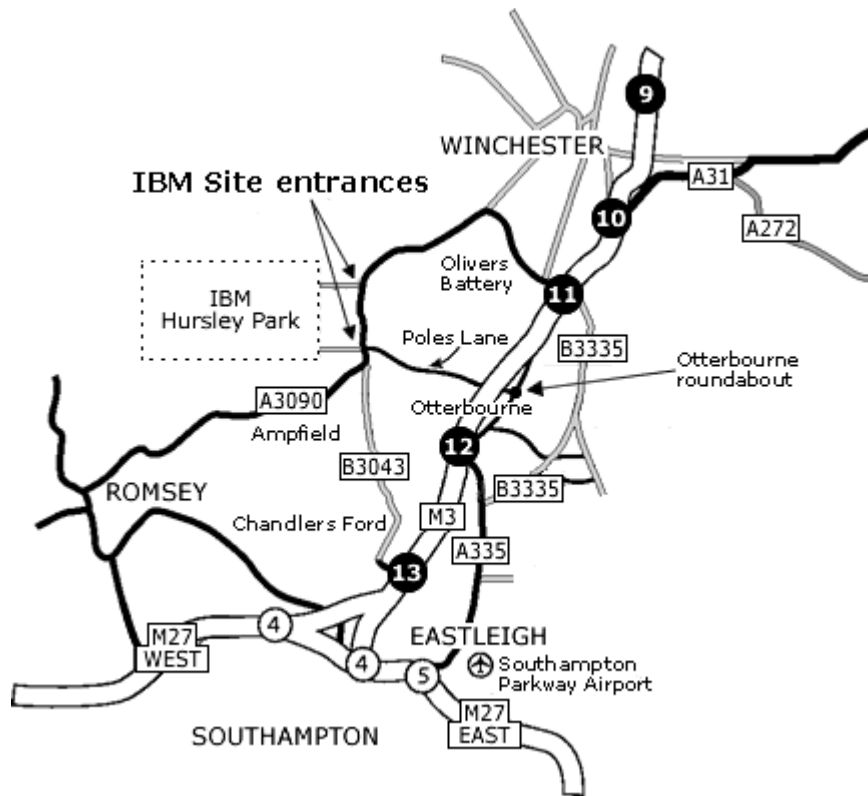 9
WINCHESTER
IBM Site entrances
A31
10
A272
Olivers
Battery
11
IBM
Hursley Park
Poles Lane
B3335
Otterbourne
roundabout
A3090
Otterbourne
Ampfield
12
B3043
ROMSEY
B3335
M3
Chandlers Ford
A335
13
4
EASTLEIGH
M27
WEST
4
5
Southampton
Parkway Airport
M27
EAST
SOUTHAMPTON